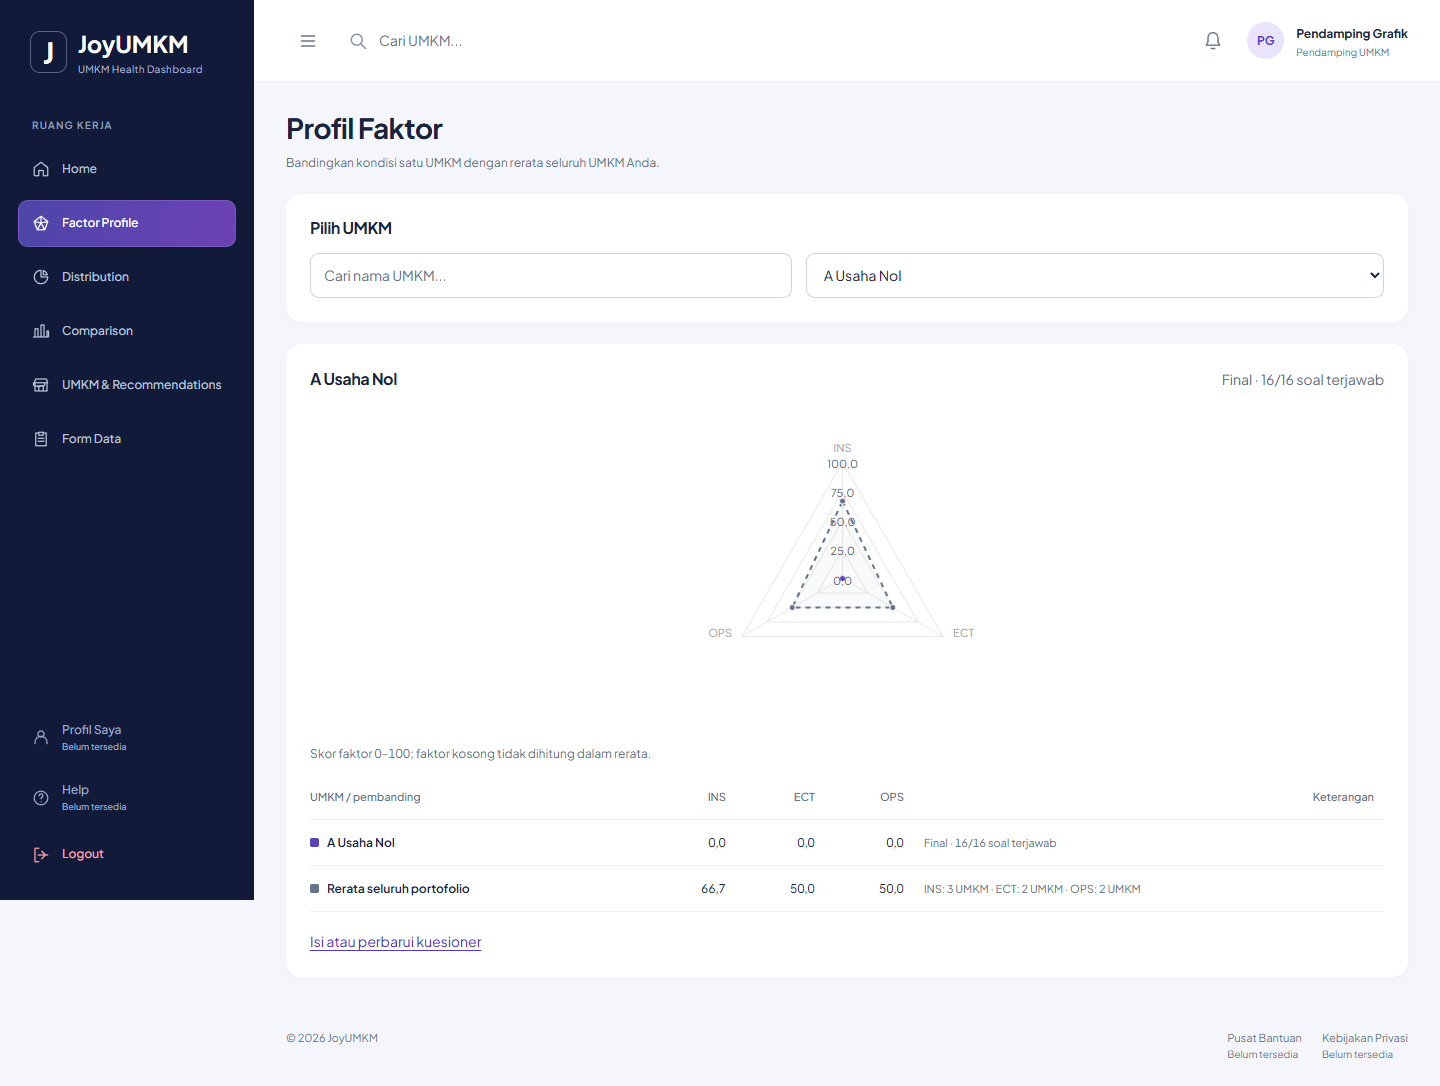 J JoyUMKM
UMKM Health Dashboard
RUANG KERJA
Home
Factor Profile
Distribution
Comparison
UMKM & Recommendations
Form Data
Profil Saya
Belum tersedia
Help
Belum tersedia
Logout
Cari UMKM...
PG
Pendamping Grafik
Pendamping UMKM
Profil Faktor
Bandingkan kondisi satu UMKM dengan rerata seluruh UMKM Anda.
Pilih UMKM
Cari nama UMKM...
A Usaha Nol
A Usaha Nol
Final · 16/16 soal terjawab
INS
100,0
75,0
50,0
25,0
0,0
OPS
ECT
Skor faktor 0–100; faktor kosong tidak dihitung dalam rerata.
UMKM / pembanding INS ECT OPS Keterangan
A Usaha Nol 0,0 0,0 0,0 Final · 16/16 soal terjawab
Rerata seluruh portofolio 66,7 50,0 50,0 INS: 3 UMKM · ECT: 2 UMKM · OPS: 2 UMKM
Isi atau perbarui kuesioner
© 2026 JoyUMKM
Pusat Bantuan
Belum tersedia
Kebijakan Privasi
Belum tersedia